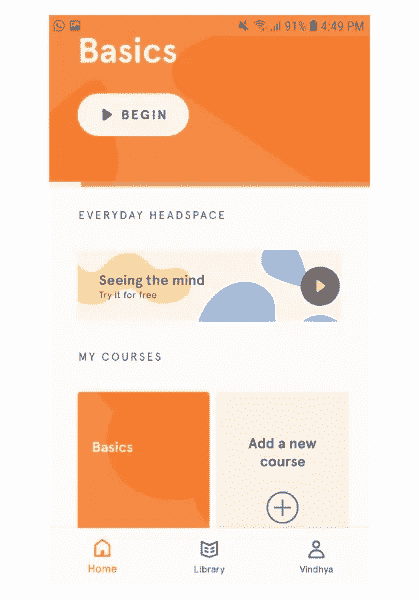 91% 4:49 PM
Basics
BEGIN
EVERYDAY HEADSPACE
Seeing the mind
Try it for free
MY COURSES
Basics
Add a new
course
Home
Library
Vindhya